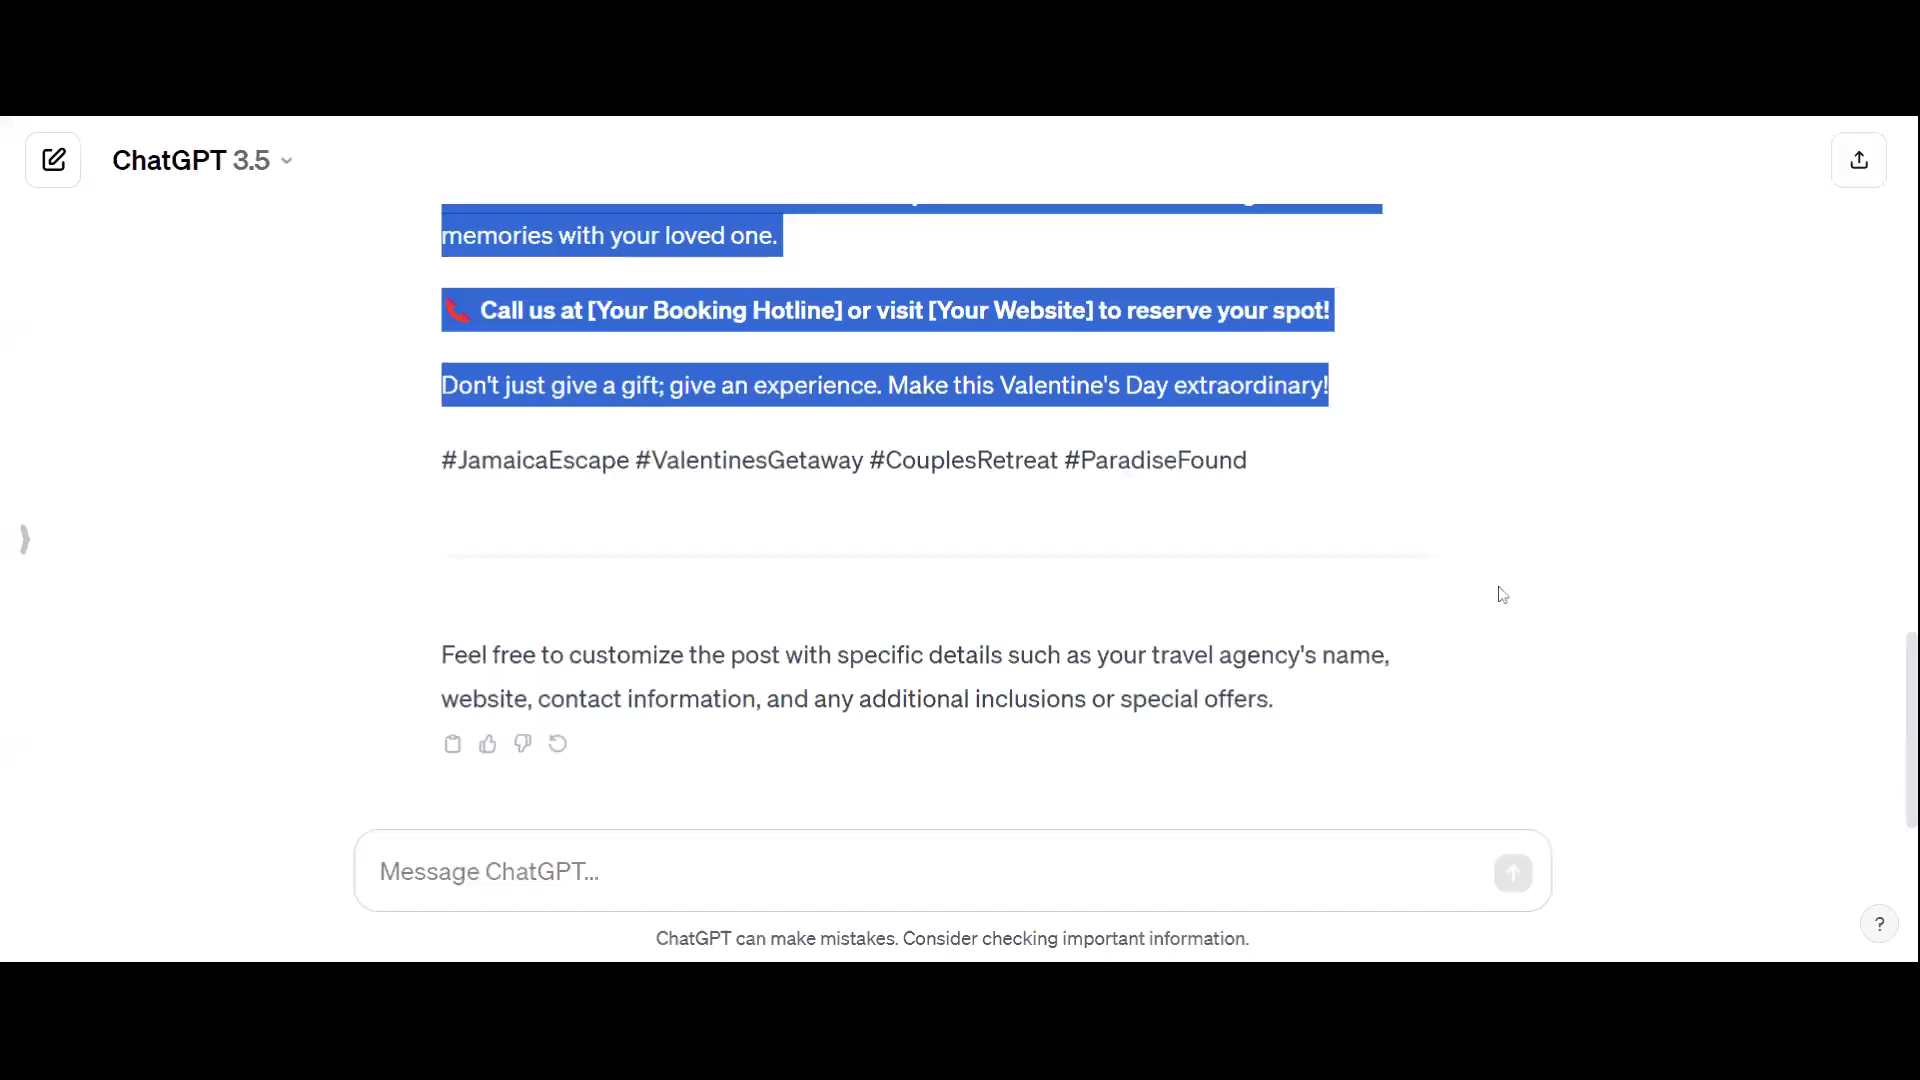 ChatGPT 3.5
memories with your loved one.
📞 Call us at [Your Booking Hotline] or visit [Your Website] to reserve your spot!
Don't just give a gift; give an experience. Make this Valentine's Day extraordinary!
#JamaicaEscape #ValentinesGetaway #CouplesRetreat #ParadiseFound
Feel free to customize the post with specific details such as your travel agency's name,
website, contact information, and any additional inclusions or special offers.
Message ChatGPT...
ChatGPT can make mistakes. Consider checking important information.
?